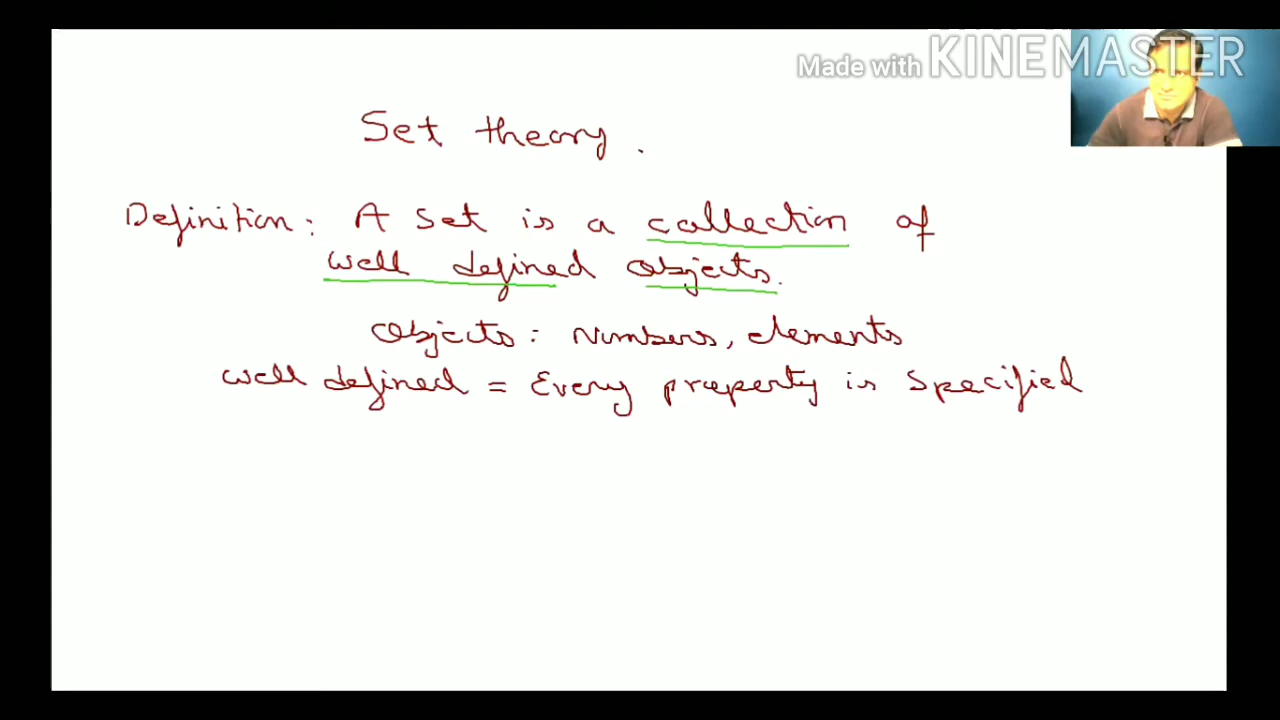 Made with KINEMASTER
Set theory.
Definition: A set is a collection of
well defined objects.
Objects: Numbers, elements
well defined = Every property is specified